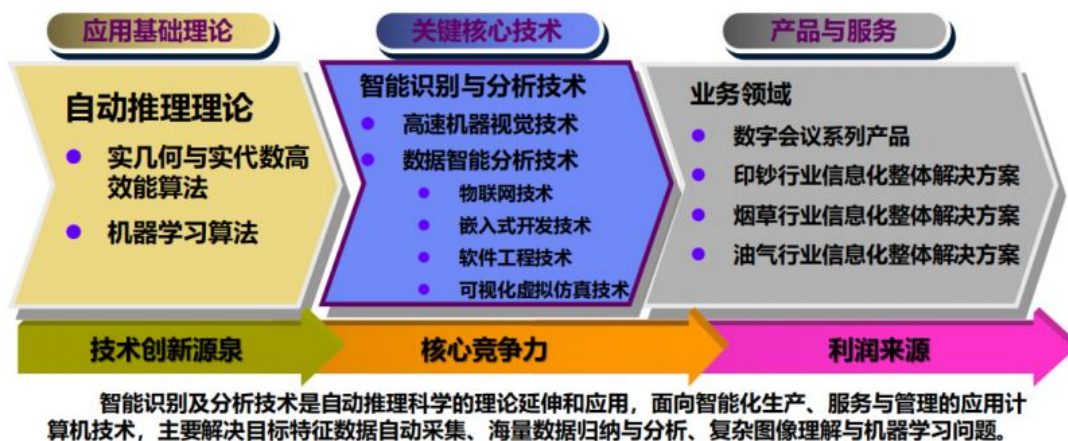 应用基础理论
关键核心技术
产品与服务
自动推理理论
实几何与实代数高
效能算法
机器学习算法
智能识别与分析技术
高速机器视觉技术
数据智能分析技术
物联网技术
嵌入式开发技术
软件工程技术
可视化虚拟仿真技术
业务领域
数字会议系列产品
印钞行业信息化整体解决方案
烟草行业信息化整体解决方案
油气行业信息化整体解决方案
技术创新源泉
核心竞争力
利润来源
智能识别及分析技术是自动推理科学的理论延伸和应用，面向智能化生产、服务与管理的应用计
算机技术，主要解决目标特征数据自动采集、海量数据归纳与分析、复杂图像理解与机器学习问题。